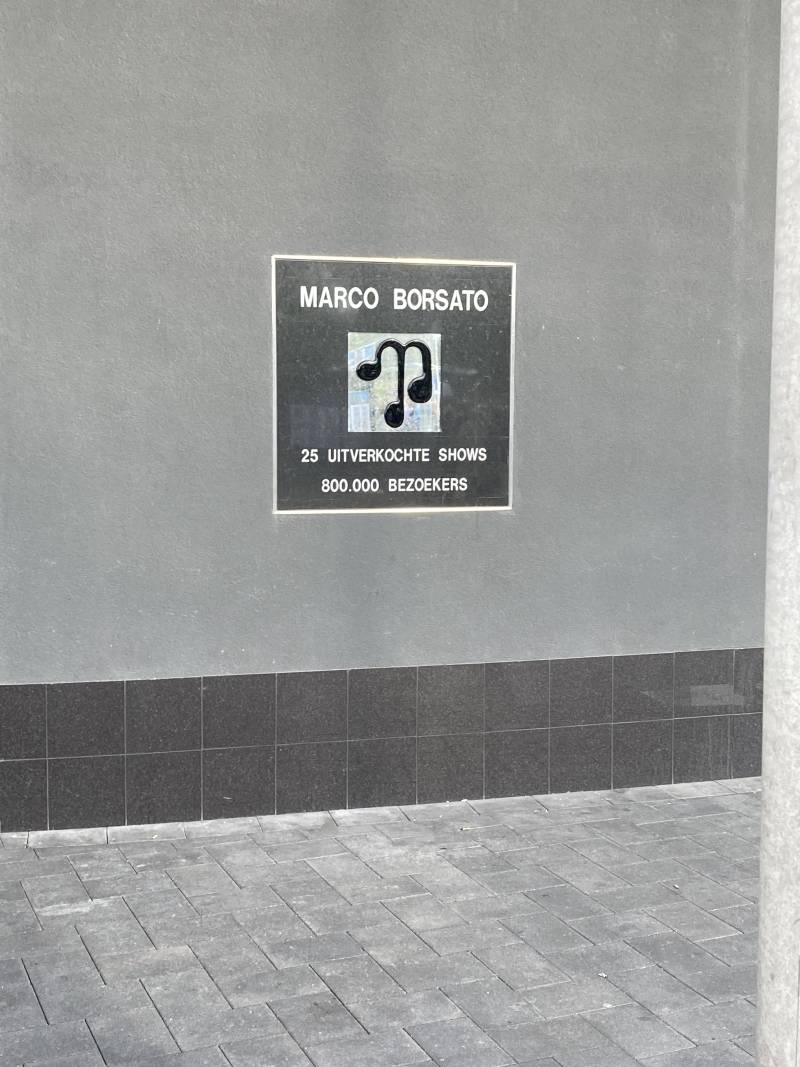 MARCO BORSATO
25 UITVERKOCHTE SHOWS
800.000 BEZOEKERS